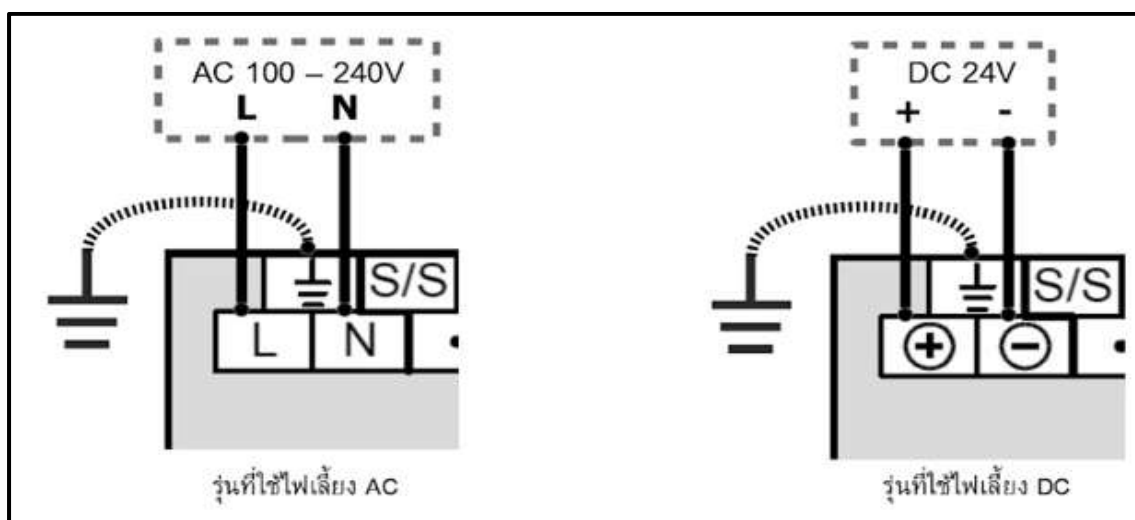 AC 100 – 240V
L N
S/S
L N
รุ่นที่ใช้ไฟเลี้ยง AC
DC 24V
+ -
S/S
+ −
รุ่นที่ใช้ไฟเลี้ยง DC